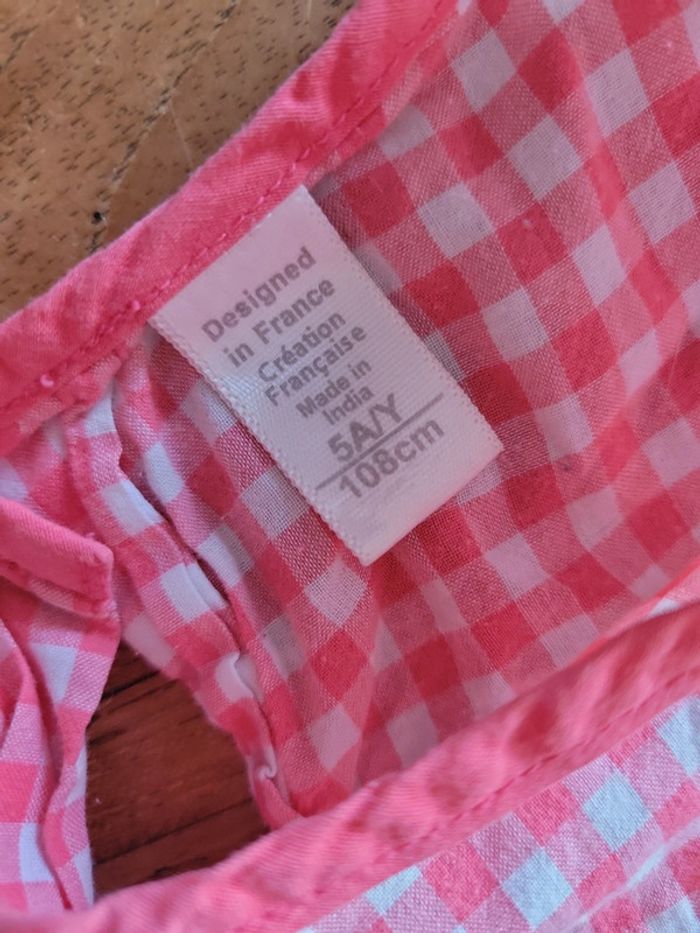 Designed
in France
Création
Française
Made in
India
5A/Y
108cm